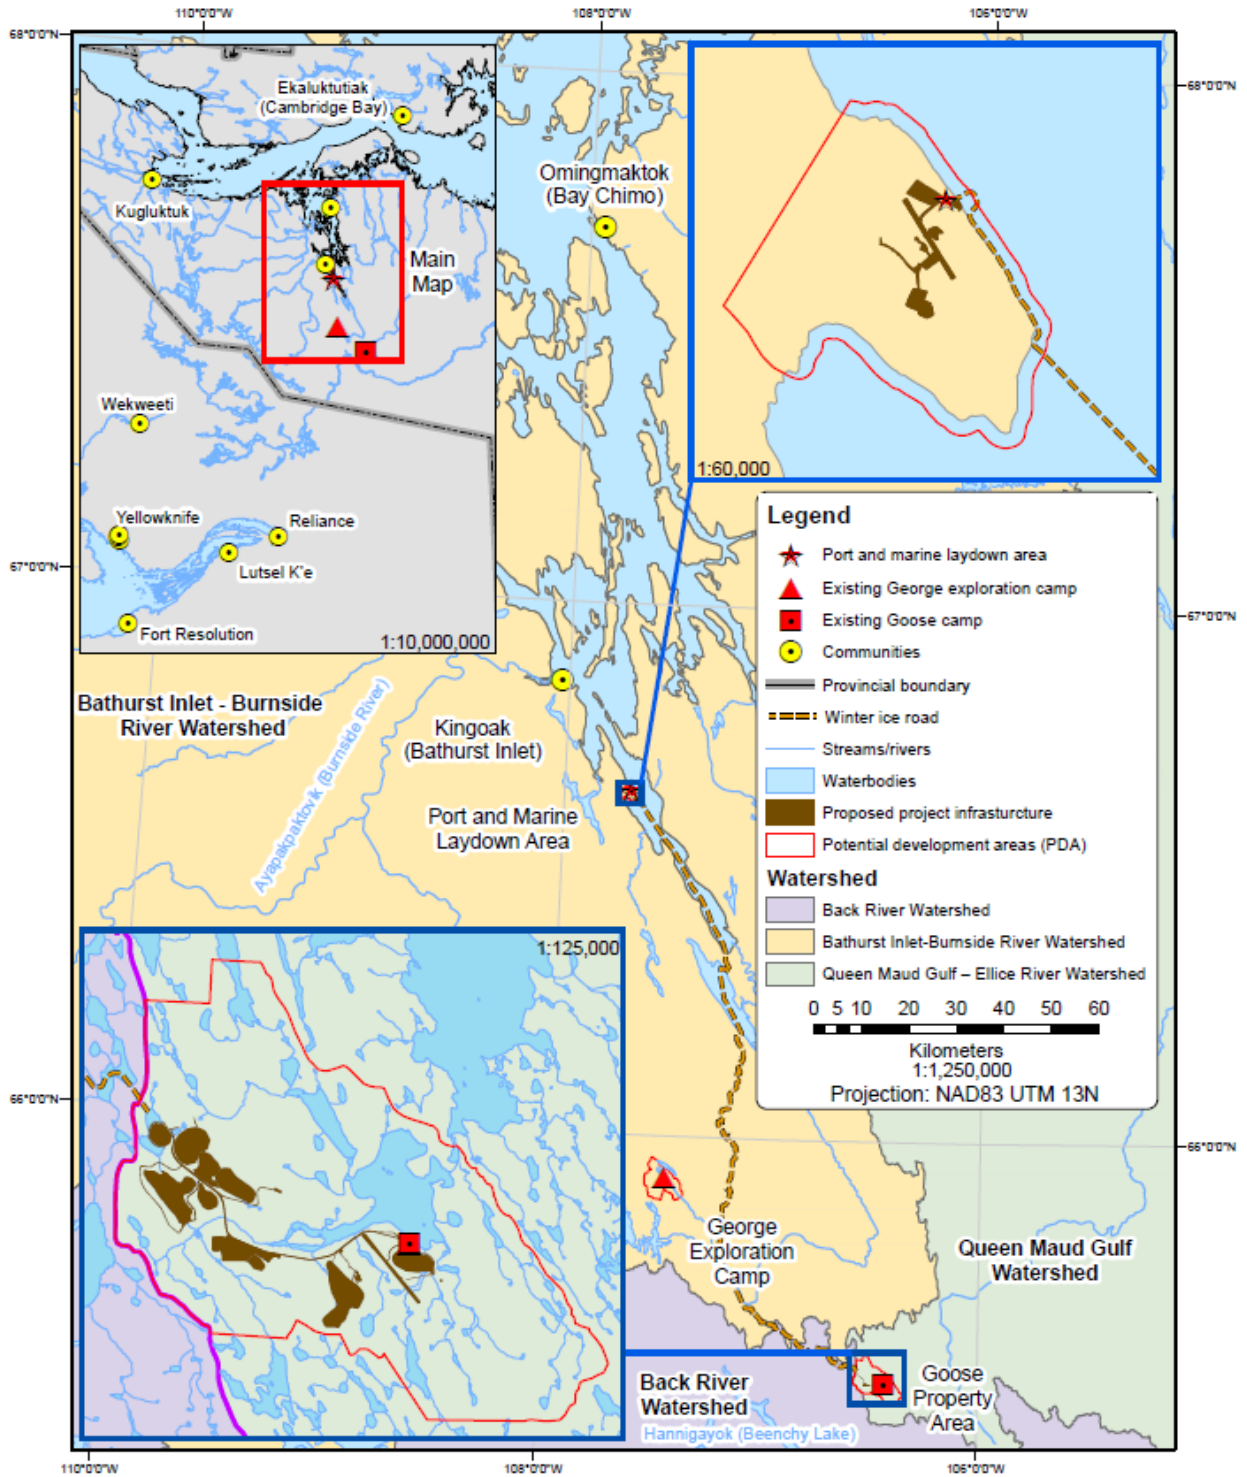 110°0'0"W
108°0'0"W
106°0'0"W
68°0'0"N
68°0'0"N
Ekaluktutiak
(Cambridge Bay)
Kugluktuk
Main
Map
Wekweeti
Yellowknife
Reliance
Lutsel K'e
Fort Resolution
1:10,000,000
Omingmaktok
(Bay Chimo)
1:60,000
67°0'0"N
67°0'0"N
Bathurst Inlet - Burnside
River Watershed
Ayapakpaktovik (Burnside River)
Kingoak
(Bathurst Inlet)
Port and Marine
Laydown Area
Legend
Port and marine laydown area
Existing George exploration camp
Existing Goose camp
Communities
Provincial boundary
Winter ice road
Streams/rivers
Waterbodies
Proposed project infrasturcture
Potential development areas (PDA)
Watershed
Back River Watershed
Bathurst Inlet-Burnside River Watershed
Queen Maud Gulf – Ellice River Watershed
0 5 10 20 30 40 50 60
Kilometers
1:1,250,000
Projection: NAD83 UTM 13N
1:125,000
66°0'0"N
66°0'0"N
George
Exploration
Camp
Queen Maud Gulf
Watershed
Goose
Property
Area
Back River
Watershed
Hannigayok (Beenchy Lake)
110°0'0"W
108°0'0"W
106°0'0"W